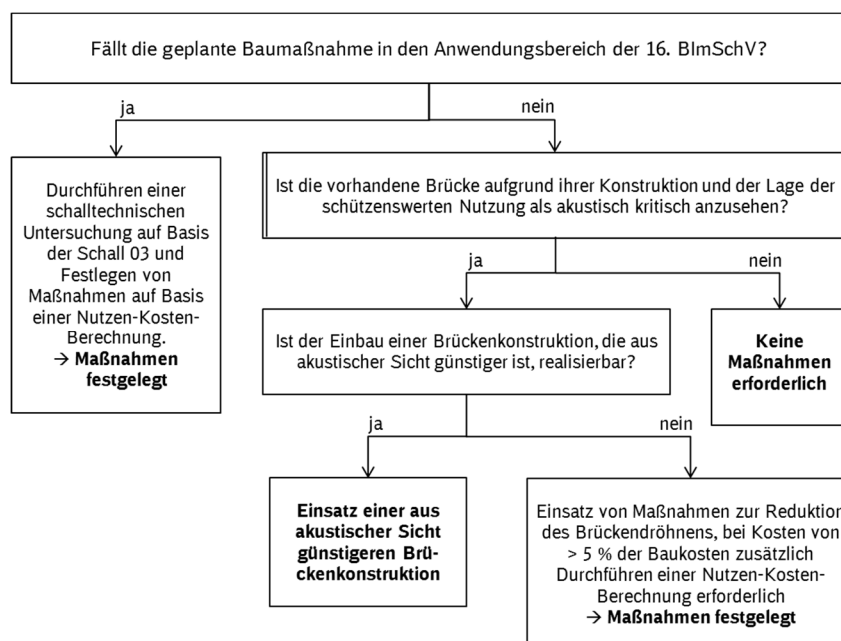 Fällt die geplante Baumaßnahme in den Anwendungsbereich der 16. BImSchV?
ja
nein
Durchführen einer
schalltechnischen
Untersuchung auf Basis
der Schall 03 und
Festlegen von
Maßnahmen auf Basis
einer Nutzen-Kosten-
Berechnung.
→ Maßnahmen
festgelegt
Ist die vorhandene Brücke aufgrund ihrer Konstruktion und der Lage der
schützenswerten Nutzung als akustisch kritisch anzusehen?
ja
nein
Ist der Einbau einer Brückenkonstruktion, die aus
akustischer Sicht günstiger ist, realisierbar?
Keine
Maßnahmen
erforderlich
ja
nein
Einsatz einer aus
akustischer Sicht
günstigeren Brü-
ckenkonstruktion
Einsatz von Maßnahmen zur Reduktion
des Brückendröhnens, bei Kosten von
> 5 % der Baukosten zusätzlich
Durchführen einer Nutzen-Kosten-
Berechnung erforderlich
→ Maßnahmen festgelegt